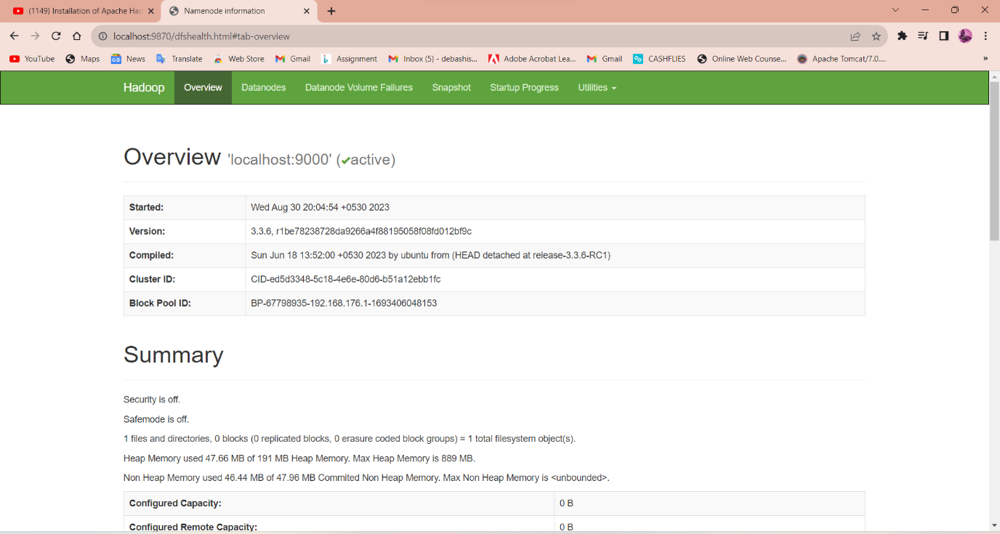 (1149) Installation of Apache Had
Namenode information
localhost:9870/dfshealth.html#tab-overview
YouTube Maps News Translate Web Store Gmail Assignment Inbox (5) - debashis... Adobe Acrobat Lea... Gmail CASHFLIES Online Web Counse... Apache Tomcat/7.0.... »
Hadoop Overview Datanodes Datanode Volume Failures Snapshot Startup Progress Utilities
Overview 'localhost:9000' (✔active)
Started: Wed Aug 30 20:04:54 +0530 2023
Version: 3.3.6, r1be78238728da9266a4f88195058f08fd012bf9c
Compiled: Sun Jun 18 13:52:00 +0530 2023 by ubuntu from (HEAD detached at release-3.3.6-RC1)
Cluster ID: CID-ed5d3348-5c18-4e6e-80d6-b51a12ebb1fc
Block Pool ID: BP-67798935-192.168.176.1-1693406048153
Summary
Security is off.
Safemode is off.
1 files and directories, 0 blocks (0 replicated blocks, 0 erasure coded block groups) = 1 total filesystem object(s).
Heap Memory used 47.66 MB of 191 MB Heap Memory. Max Heap Memory is 889 MB.
Non Heap Memory used 46.44 MB of 47.96 MB Commited Non Heap Memory. Max Non Heap Memory is <unbounded>.
Configured Capacity: 0 B
Configured Remote Capacity: 0 B